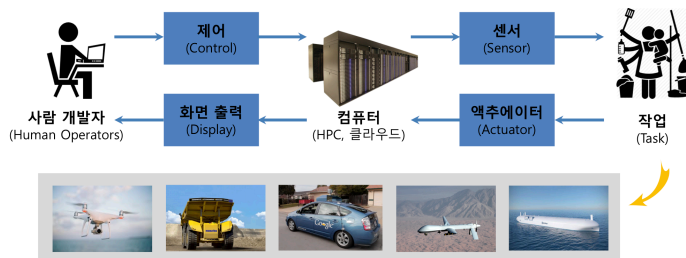 제어
(Control)
센서
(Sensor)
사람 개발자
(Human Operators)
화면 출력
(Display)
컴퓨터
(HPC, 클라우드)
액추에이터
(Actuator)
작업
(Task)
Google